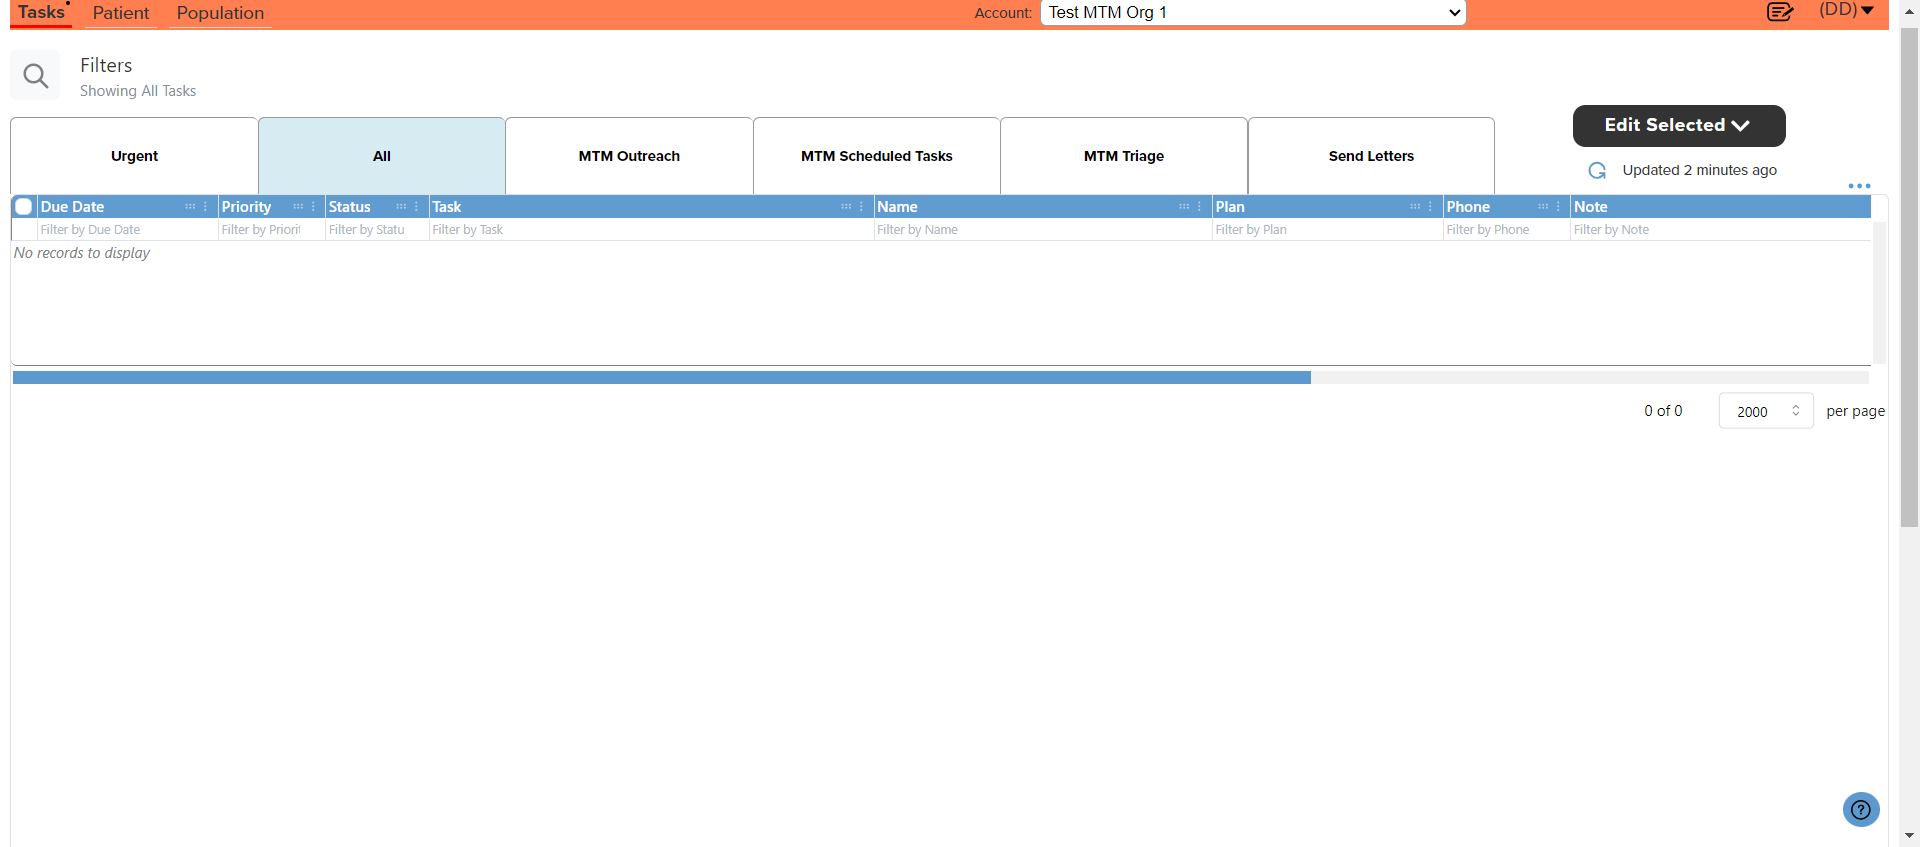 Tasks Patient Population Account: Test MTM Org 1 (DD)
Filters
Showing All Tasks
Urgent All MTM Outreach MTM Scheduled Tasks MTM Triage Send Letters
Edit Selected
Updated 2 minutes ago
Due Date Priority Status Task Name Plan Phone Note
Filter by Due Date Filter by Priorit Filter by Statu Filter by Task Filter by Name Filter by Plan Filter by Phone Filter by Note
No records to display
0 of 0 2000 per page